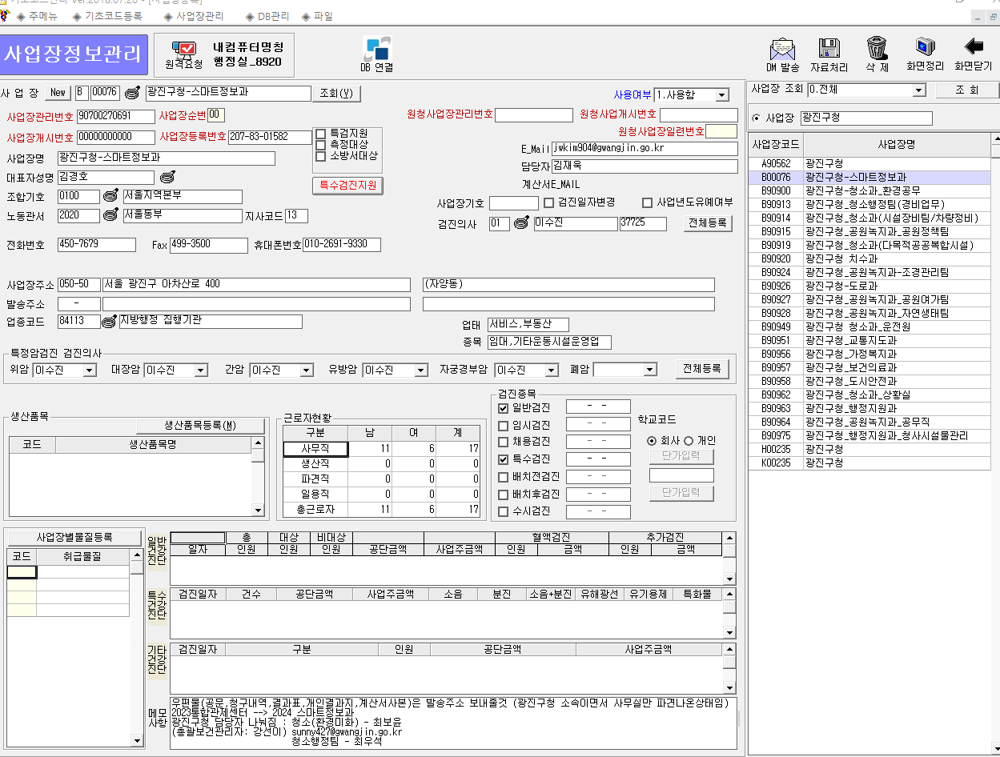 기초코드관리 Ver.2018.07.20 - [사업장등록]
주메뉴 기초코드등록 사업장관리 DB관리 파일
사업장정보관리
원격요청
내컴퓨터명칭
행정실_8920
DB 연결
DM 발송 자료처리 삭 제 화면정리 화면닫기
사 업 장 New B 00076 광진구청-스마트정보과 조회(V)
사용여부 1.사용함
사업장관리번호 90700270691 사업장순번 00
원청사업장관리번호 원청사업장개시번호
사업장개시번호 00000000000 사업장등록번호 207-83-01582
원청사업장일련번호
특검지원
측정대상
소방서대상
특수검진지원
사업장명 광진구청-스마트정보과
E_Mail jwkim904@gwangjin.go.kr
담당자 김재욱
계산서E_MAIL
대표자성명 김경호
조합기호 0100 서울지역본부
사업장기호 검진일자변경 사업년도유예여부
노동관서 2020 서울동부 지사코드 13
검진의사 01 이수진 37725 전체등록
전화번호 450-7679 Fax 499-3500 휴대폰번호 010-2691-9330
사업장주소 050-50 서울 광진구 아차산로 400 (자양동)
발송주소 -
업종코드 84113 지방행정 집행기관
업태 서비스,부동산
종목 임대,기타운동시설운영업
특정암검진 검진의사
위암 이수진 대장암 이수진 간암 이수진 유방암 이수진 자궁경부암 이수진 폐암 전체등록
생산품목
생산품목등록(M)
코드 생산품목명
근로자현황
구분 남 여 계
사무직 11 6 17
생산직 0 0 0
파견직 0 0 0
일용직 0 0 0
총근로자 11 6 17
검진종목
일반검진 - -
임시검진 - -
채용검진 - -
특수검진 - -
배치전검진 - -
배치후검진 - -
수시검진 - -
학교코드
회사 개인
단가입력
단가입력
사업장별물질등록
코드 취급물질
일반
건강
진단
총 대상 비대상 혈액검진 추가검진
일자 인원 인원 인원 공단금액 사업주금액 인원 금액 인원 금액
특수
건강
진단
검진일자 건수 공단금액 사업주금액 소음 분진 소음+분진 유해광선 유기용제 특화물
기타
건강
진단
검진일자 구분 인원 공단금액 사업주금액
메모
사항
우편물(공문,청구내역,결과표,개인결과지,계산서사본)은 발송주소 보내줄것 (광진구청 소속이면서 사무실만 파견나온상태임)
2023통합관제센터 --> 2024 스마트정보과
광진구청 담당자 나눠짐 : 청소(환경미화) - 최보윤
(총괄보건관리자: 강선이) sunny427@gwangjin.go.kr
청소행정팀 - 최우석
사업장 조회 0.전체 조 회
사업장 광진구청
사업장코드 사업장명
A90562 광진구청
B00076 광진구청-스마트정보과
B90900 광진구청-청소과_환경공무
B90913 광진구청_청소행정팀(경비업무)
B90914 광진구청_청소과(시설장비팀/차량정비)
B90915 광진구청_공원녹지과_공원정책팀
B90919 광진구청_청소과(다목적공공복합시설)
B90920 광진구청 치수과
B90924 광진구청_공원녹지과-조경관리팀
B90926 광진구청-도로과
B90927 광진구청_공원녹지과_공원여가팀
B90928 광진구청_공원녹지과_자연생태팀
B90949 광진구청 청소과_운전원
B90951 광진구청_교통지도과
B90956 광진구청_가정복지과
B90957 광진구청_보건의료과
B90958 광진구청_도시안전과
B90962 광진구청_청소과_상황실
B90963 광진구청_행정지원과
B90964 광진구청_공원녹지과_공무직
B90975 광진구청_행정지원과_청사시설물관리
H00235 광진구청
K00235 광진구청